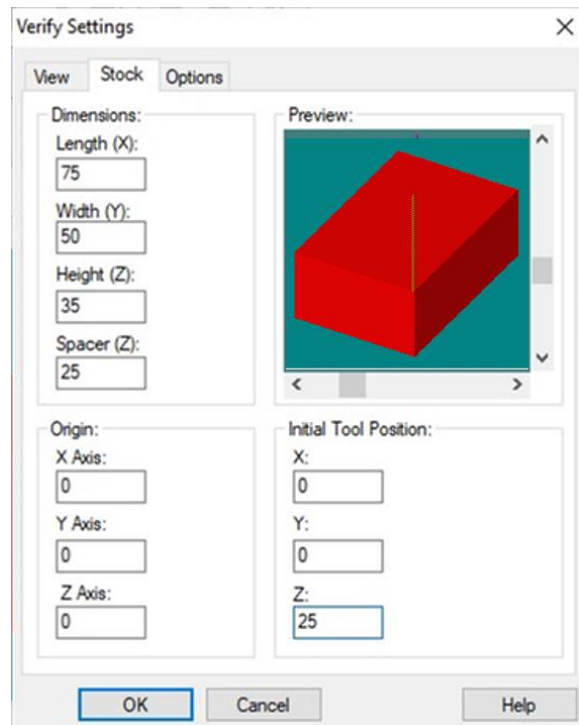 Verify Settings
View Stock Options
Dimensions:
Length (X):
75
Width (Y):
50
Height (Z):
35
Spacer (Z):
25
Preview:
Origin:
X Axis:
0
Y Axis:
0
Z Axis:
0
Initial Tool Position:
X:
0
Y:
0
Z:
25
OK Cancel Help